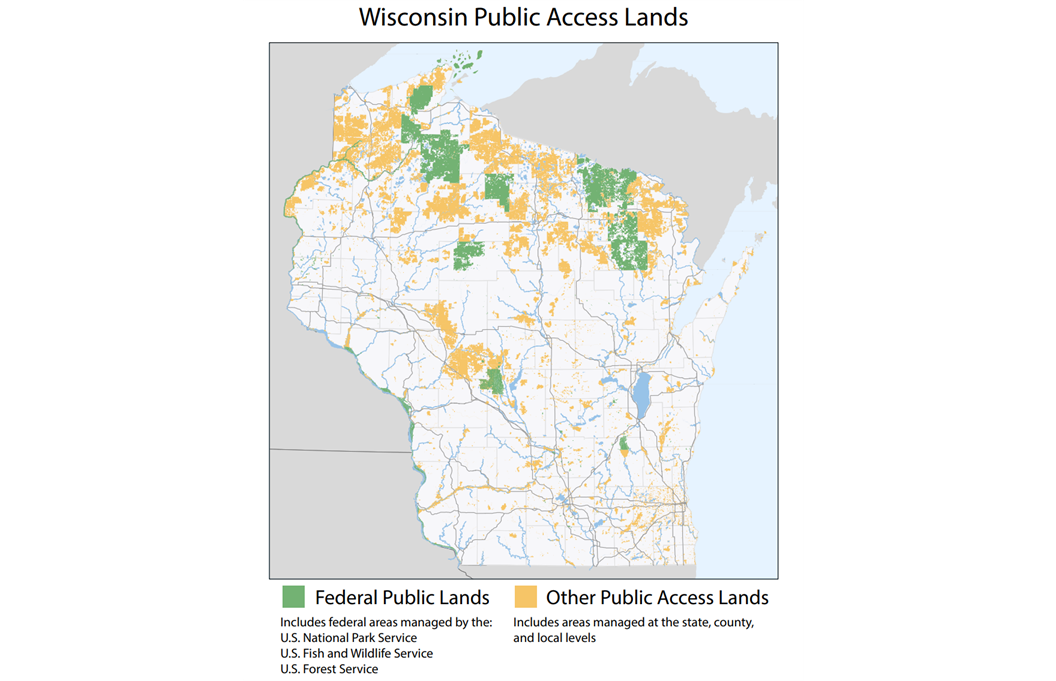 Wisconsin Public Access Lands
Federal Public Lands
Includes federal areas managed by the:
U.S. National Park Service
U.S. Fish and Wildlife Service
U.S. Forest Service
Other Public Access Lands
Includes areas managed at the state, county,
and local levels